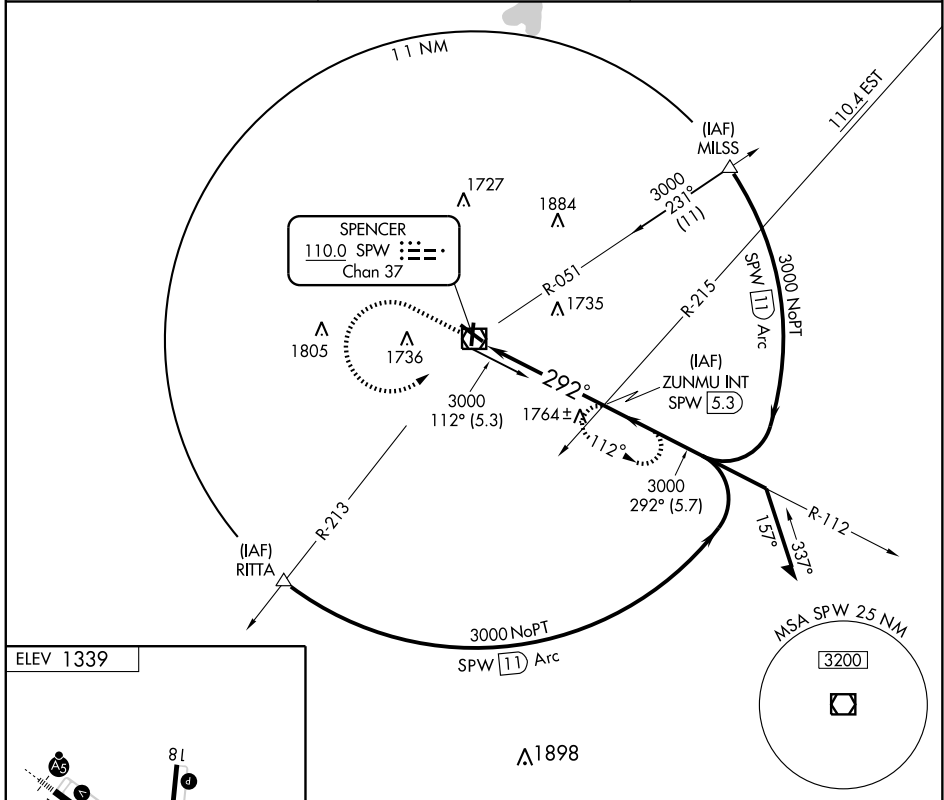 11 NM
110.4 EST
(IAF)
MILSS
1727
1884
3000
231°
(11)
SPENCER
110.0 SPW
Chan 37
R-051
R-215
3000 NoPT
SPW 11 Arc
1735
1805
1736
292°
(IAF)
ZUNMU INT
SPW 5.3
3000
112° (5.3)
1764±
112°
3000
292° (5.7)
R-213
R-112
157°
337°
(IAF)
RITTA
3000 NoPT
SPW 11 Arc
MSA SPW 25 NM
3200
ELEV 1339
1898
18
A5
V
P